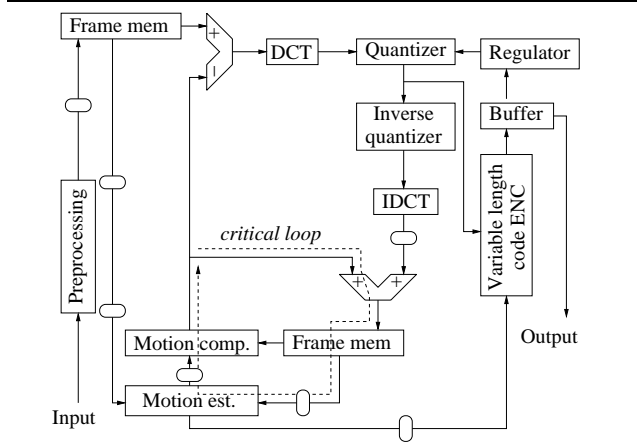 Frame mem
+
−
DCT
Quantizer
Regulator
Inverse
quantizer
Buffer
Preprocessing
IDCT
Variable length
code ENC
critical loop
+
+
Output
Motion comp.
Frame mem
Input
Motion est.